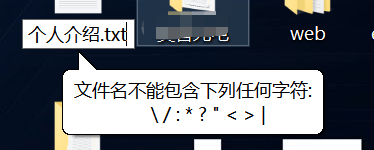 个人介绍.txt
web
文件名不能包含下列任何字符:
\ / : * ? " < > |